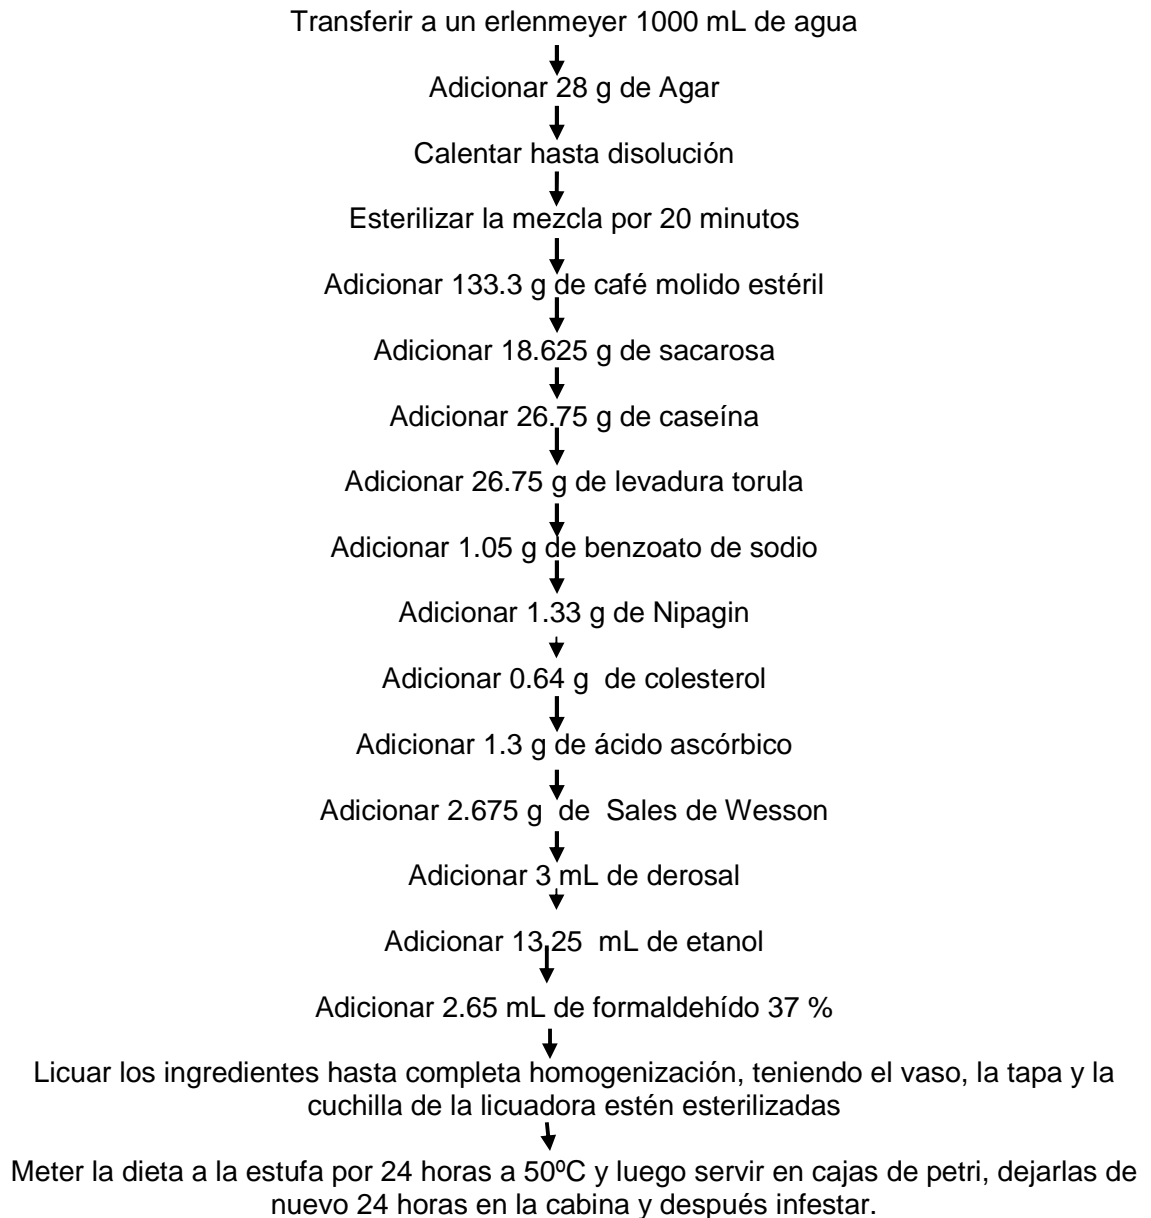 Transferir a un erlenmeyer 1000 mL de agua
Adicionar 28 g de Agar
Calentar hasta disolución
Esterilizar la mezcla por 20 minutos
Adicionar 133.3 g de café molido estéril
Adicionar 18.625 g de sacarosa
Adicionar 26.75 g de caseína
Adicionar 26.75 g de levadura torula
Adicionar 1.05 g de benzoato de sodio
Adicionar 1.33 g de Nipagin
Adicionar 0.64 g  de colesterol
Adicionar 1.3 g de ácido ascórbico
Adicionar 2.675 g  de  Sales de Wesson
Adicionar 3 mL de derosal
Adicionar 13.25  mL de etanol
Adicionar 2.65 mL de formaldehído 37 %
Licuar los ingredientes hasta completa homogenización, teniendo el vaso, la tapa y la
cuchilla de la licuadora estén esterilizadas
Meter la dieta a la estufa por 24 horas a 50ºC y luego servir en cajas de petri, dejarlas de
nuevo 24 horas en la cabina y después infestar.